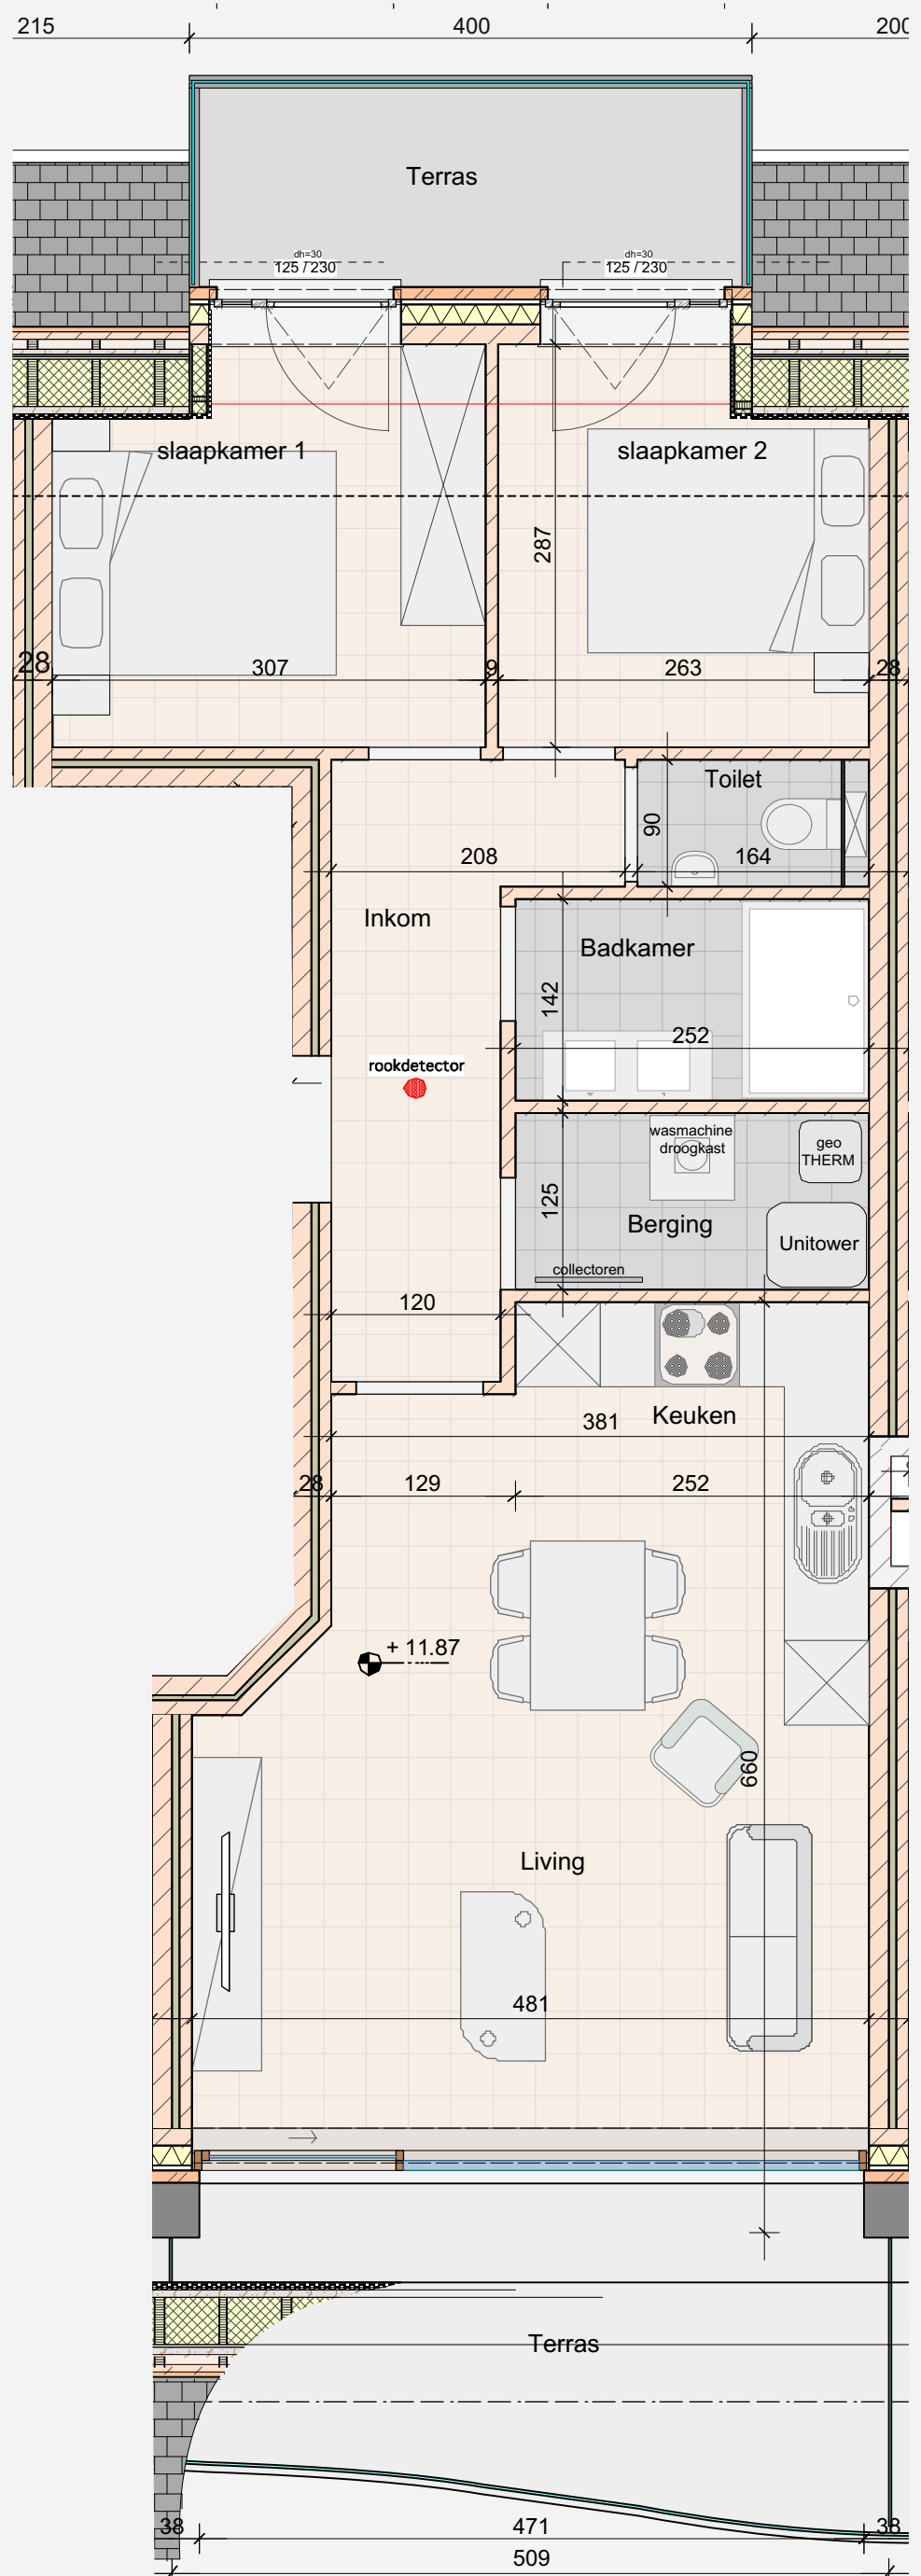 215
400
200
Terras
dh=30
125 / 230
dh=30
125 / 230
slaapkamer 1
slaapkamer 2
287
28
307
9
263
28
Toilet
90
208
164
Inkom
Badkamer
142
252
rookdetector
wasmachine
droogkast
geo
THERM
125
Berging
Unitower
collectoren
120
Keuken
381
28
129
252
+ 11.87
660
Living
481
Terras
38
471
38
509